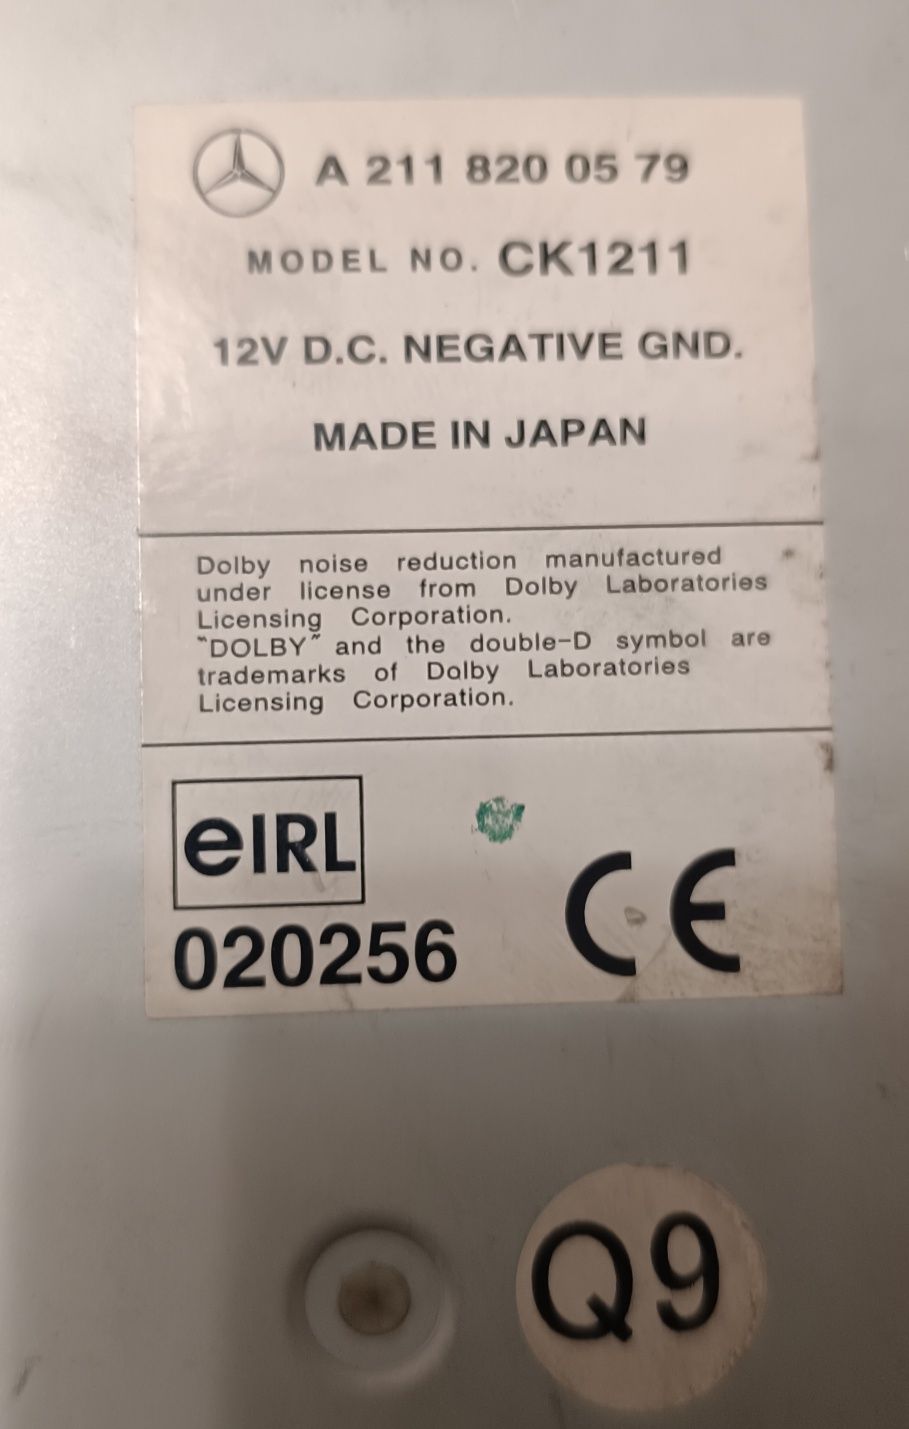 A 211 820 05 79
MODEL NO. CK1211
12V D.C. NEGATIVE GND.
MADE IN JAPAN
Dolby noise reduction manufactured
under license from Dolby Laboratories
Licensing Corporation.
"DOLBY" and the double-D symbol are
trademarks of Dolby Laboratories
Licensing Corporation.
eIRL
020256
CE
Q9